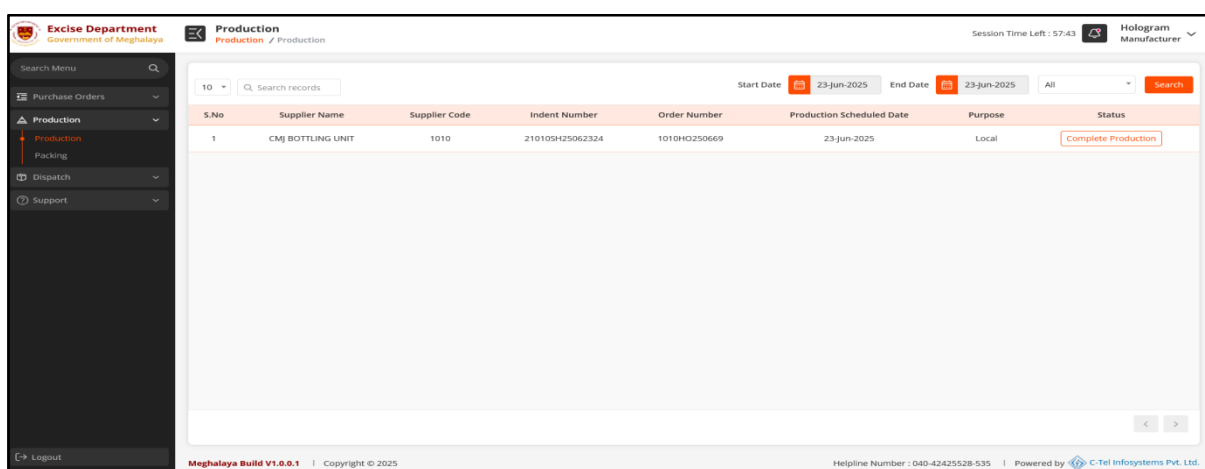 Excise Department
Government of Meghalaya
Production
Production / Production
Session Time Left : 57:43
Hologram
Manufacturer
Search Menu
Purchase Orders
Production
Production
Packing
Dispatch
Support
Logout
10
Search records
Start Date
23-Jun-2025
End Date
23-Jun-2025
All
Search
S.No Supplier Name Supplier Code Indent Number Order Number Production Scheduled Date Purpose Status
1 CMJ BOTTLING UNIT 1010 21010SH25062324 1010HO250669 23-Jun-2025 Local Complete Production
< >
Meghalaya Build V1.0.0.1 | Copyright © 2025
Helpline Number : 040-42425528-535 | Powered by C-Tel Infosystems Pvt. Ltd.